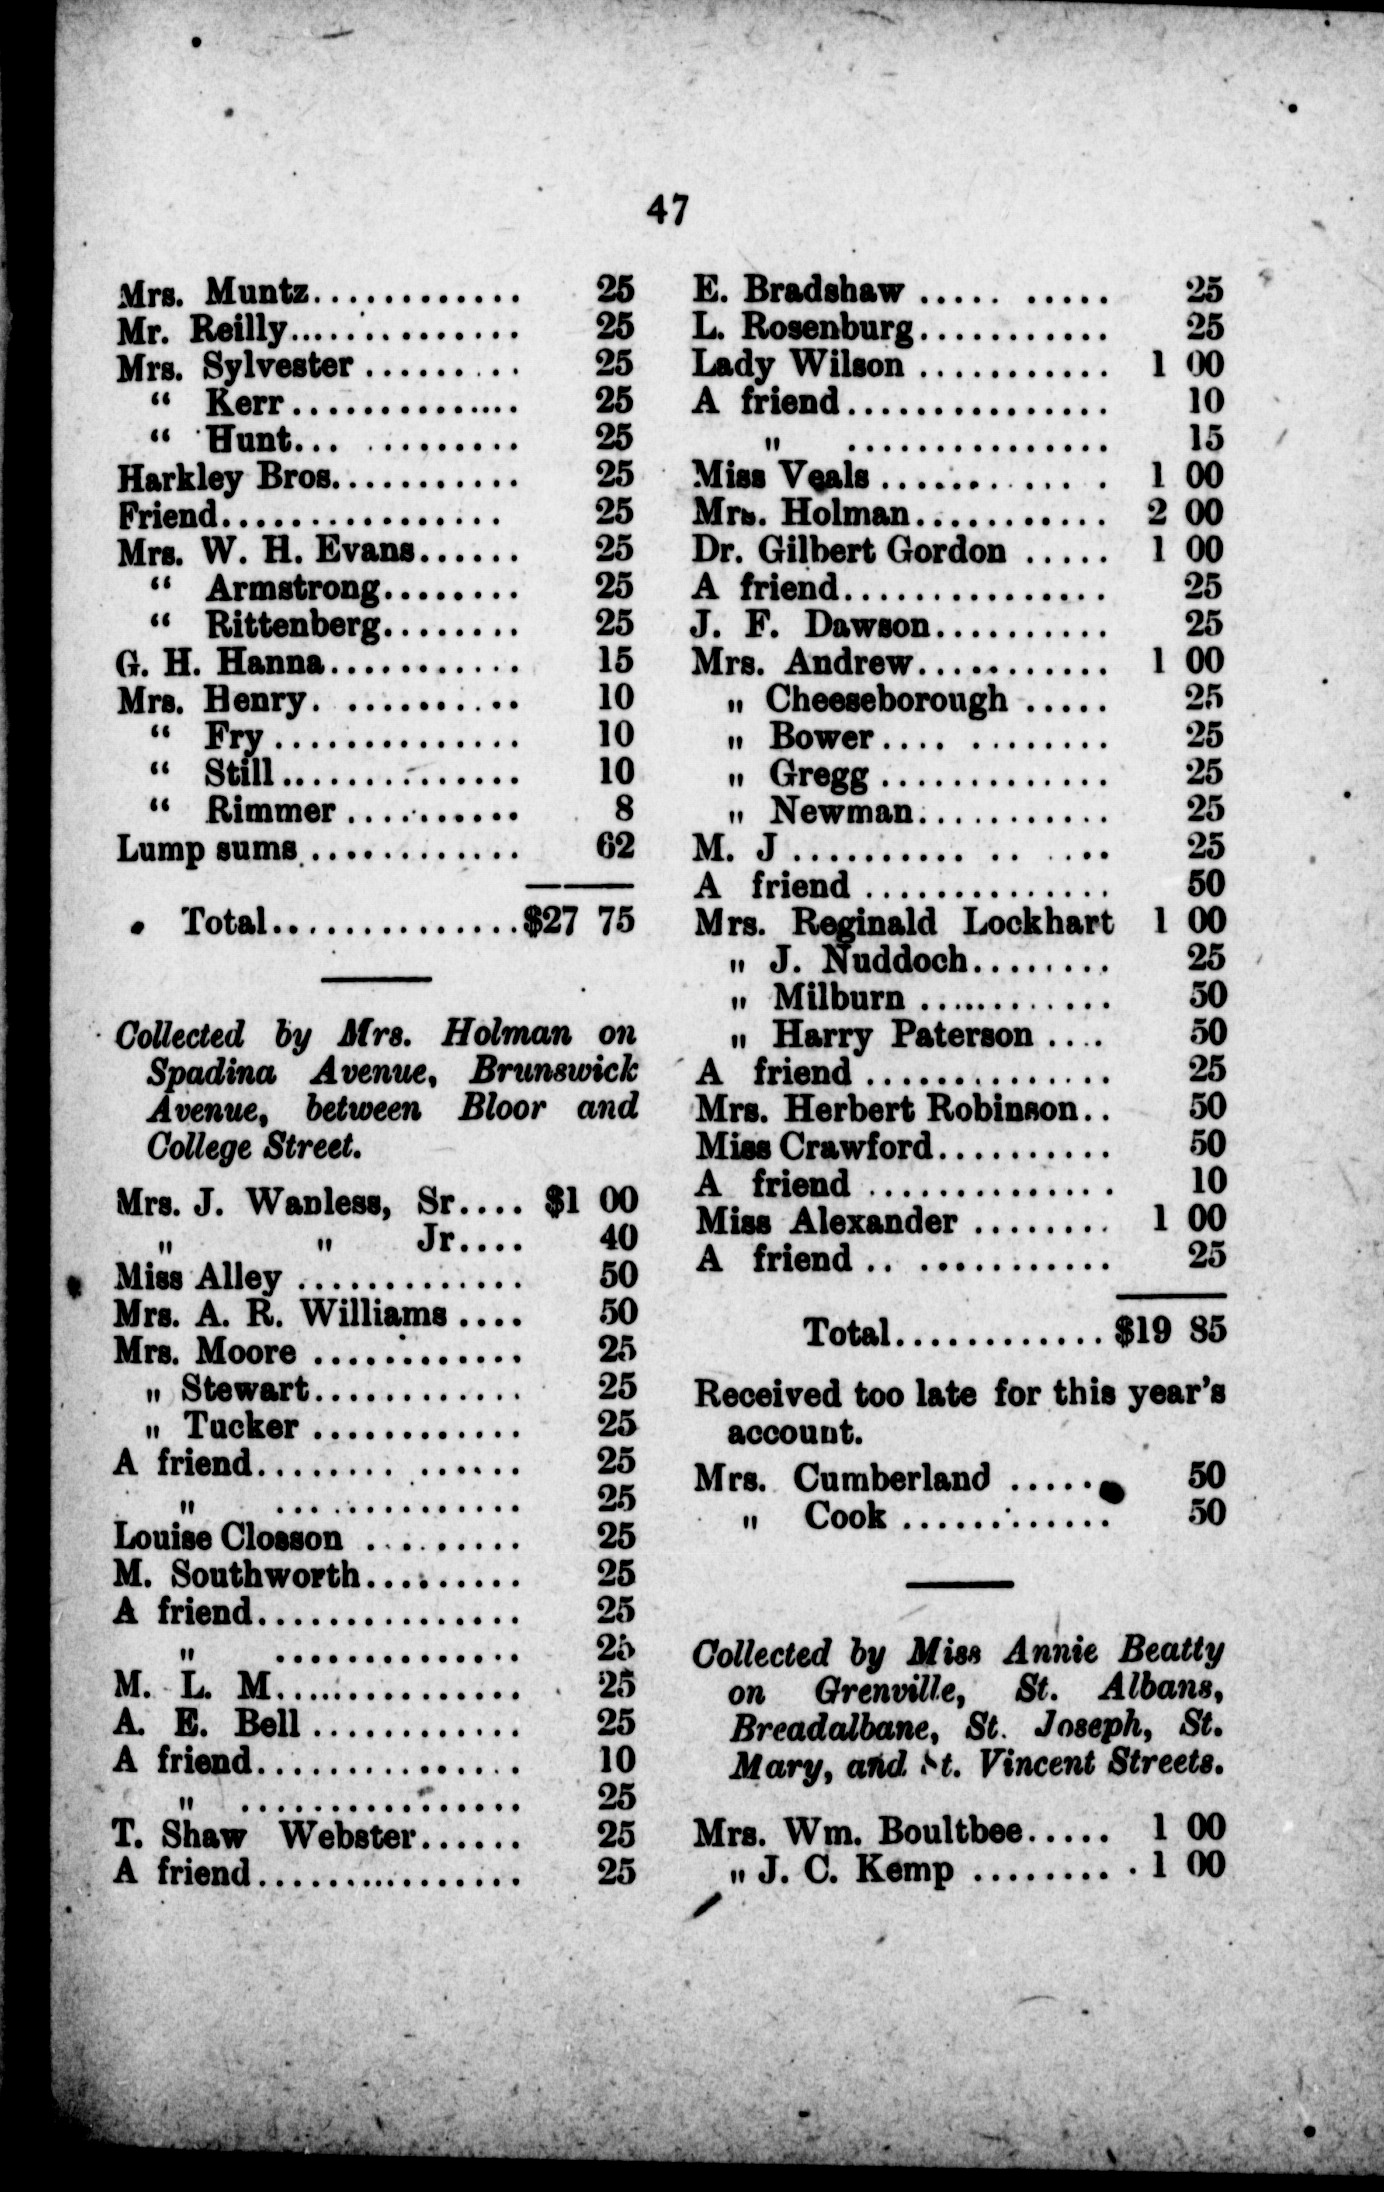 47
Mrs. Muntz............ 25
Mr. Reilly............. 25
Mrs. Sylvester ......... 25
“ Kerr.............. 25
“ Hunt... ......... 25
Harkley Bros........... 25
Friend................ 25
Mrs. W. H. Evans...... 25
“ Armstrong........ 25
“ Rittenberg........ 25
G. H. Hanna........... 15
Mrs. Henry. .......... 10
“ Fry .............. 10
“ Still .............. 10
“ Rimmer .......... 8
Lump sums............. 62
Total..............$27 75
Collected by Mrs. Holman on
Spadina Avenue, Brunswick
Avenue, between Bloor and
College Street.
Mrs. J. Wanless, Sr.... $1 00
„ „ Jr.... 40
Miss Alley ............. 50
Mrs. A. R. Williams .... 50
Mrs. Moore ............ 25
„ Stewart............ 25
„ Tucker ............ 25
A friend........ ...... 25
„ .............. 25
Louise Closson ......... 25
M. Southworth......... 25
A friend............... 25
„ .............. 25
M. L. M.............. 25
A. E. Bell ............ 25
A friend............... 10
„ ................ 25
T. Shaw Webster...... 25
A friend............... 25
E. Bradshaw ..... ..... 25
L. Rosenburg........... 25
Lady Wilson ........... 1 00
A friend............... 10
„ ............... 15
Miss Veals ............. 1 00
Mrs. Holman........... 2 00
Dr. Gilbert Gordon ..... 1 00
A friend............... 25
J. F. Dawson.......... 25
Mrs. Andrew........... 1 00
„ Cheeseborough ..... 25
„ Bower.... ........ 25
„ Gregg ............. 25
„ Newman........... 25
M. J .......... .. ... 25
A friend .............. 50
Mrs. Reginald Lockhart 1 00
„ J. Nuddoch........ 25
„ Milburn ............ 50
„ Harry Paterson .... 50
A friend .............. 25
Mrs. Herbert Robinson.. 50
Miss Crawford.......... 50
A friend .............. 10
Miss Alexander ........ 1 00
A friend .. ........... 25
Total............ $19 85
Received too late for this year’s
account.
Mrs. Cumberland ...... 50
„ Cook ............ 50
Collected by Miss Annie Beatty
on Grenville, St. Albans,
Breadalbane, St. Joseph, St.
Mary, and St. Vincent Streets.
Mrs. Wm. Boultbee..... 1 00
„ J. C. Kemp ......... 1 00